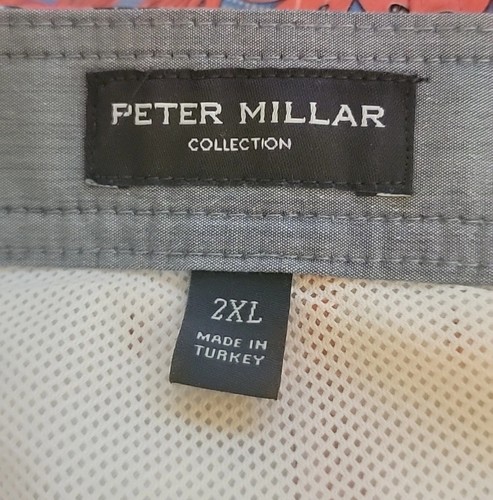 PETER MILLAR
COLLECTION
2XL
MADE IN
TURKEY